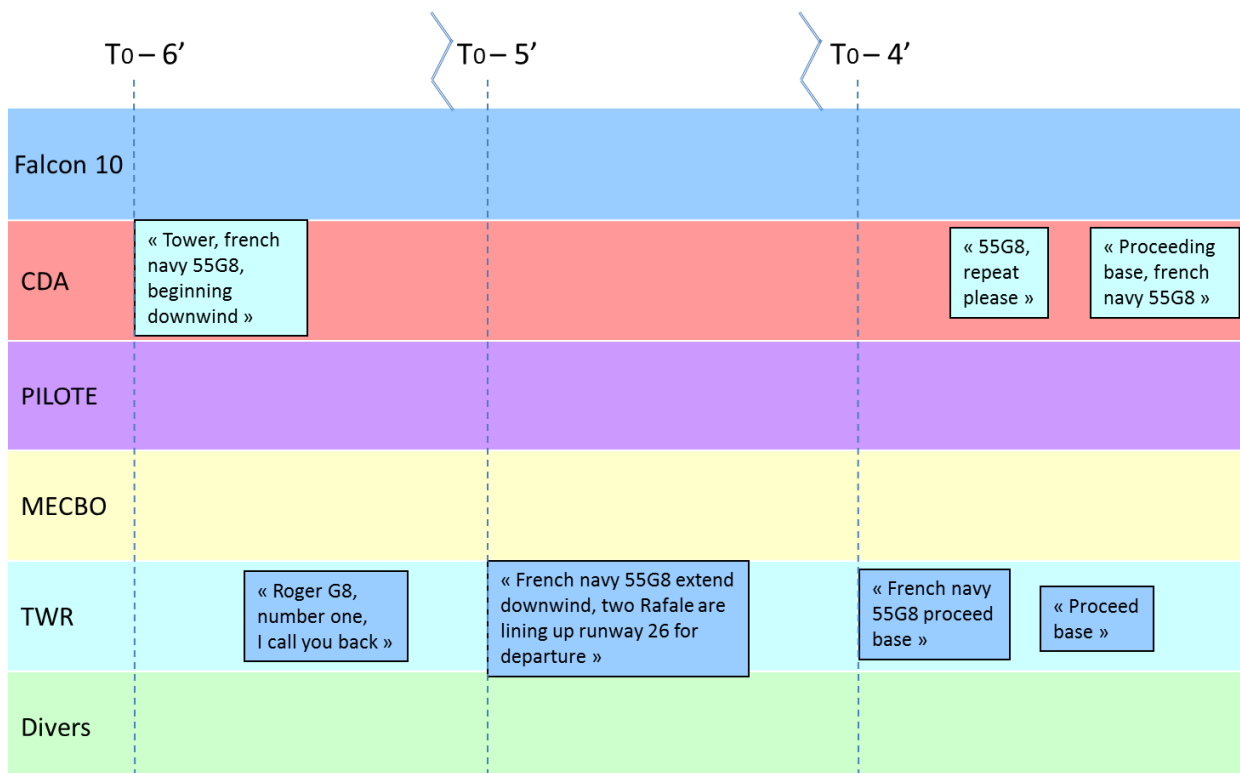 T0 – 6’
T0 – 5’
T0 – 4’
Falcon 10
CDA
« Tower, french
navy 55G8,
beginning
downwind »
« 55G8,
repeat
please »
« Proceeding
base, french
navy 55G8 »
PILOTE
MECBO
TWR
« Roger G8,
number one,
I call you back »
« French navy 55G8 extend
downwind, two Rafale are
lining up runway 26 for
departure »
« French navy
55G8 proceed
base »
« Proceed
base »
Divers